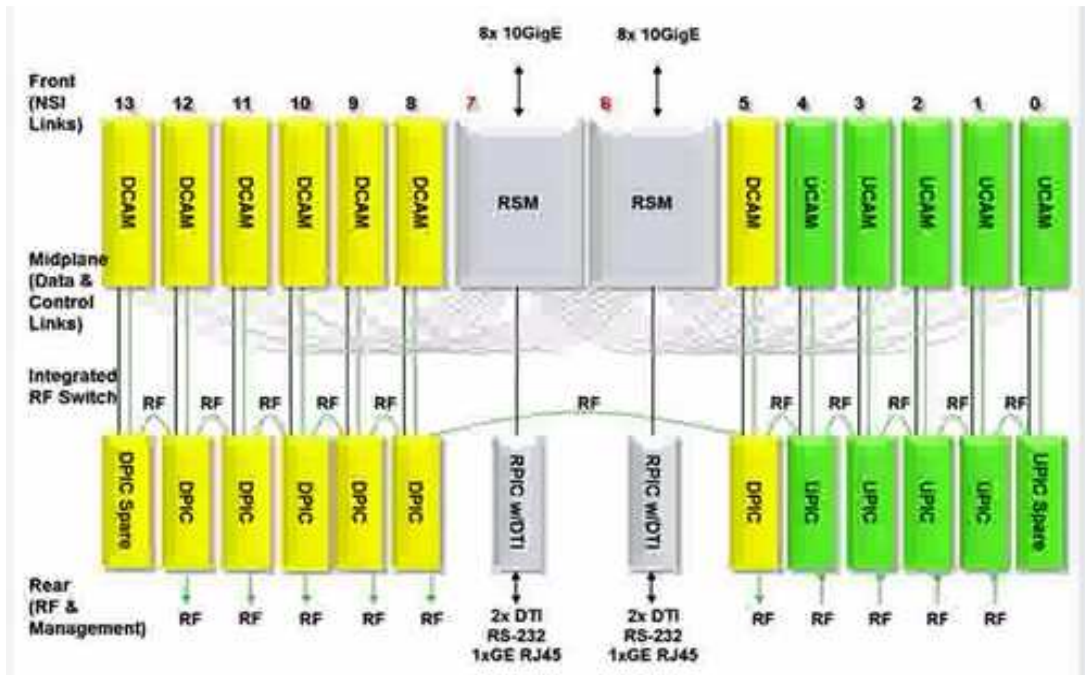 8x 10GigE 8x 10GigE
Front
(NSI
Links)
13 12 11 10 9 8 7 6 5 4 3 2 1 0
DCAM DCAM DCAM DCAM DCAM DCAM RSM RSM DCAM UCAM UCAM UCAM UCAM UCAM
Midplane
(Data &
Control
Links)
Integrated
RF Switch
RF RF RF RF RF RF RF RF RF RF
DPIC Spare DPIC DPIC DPIC DPIC DPIC RPIC w/DTI RPIC w/DTI DPIC UPIC UPIC UPIC UPIC UPIC Spare
Rear
(RF &
Management)
RF RF RF RF RF RF RF RF RF RF
2x DTI 2x DTI
RS-232 RS-232
1xGE RJ45 1xGE RJ45